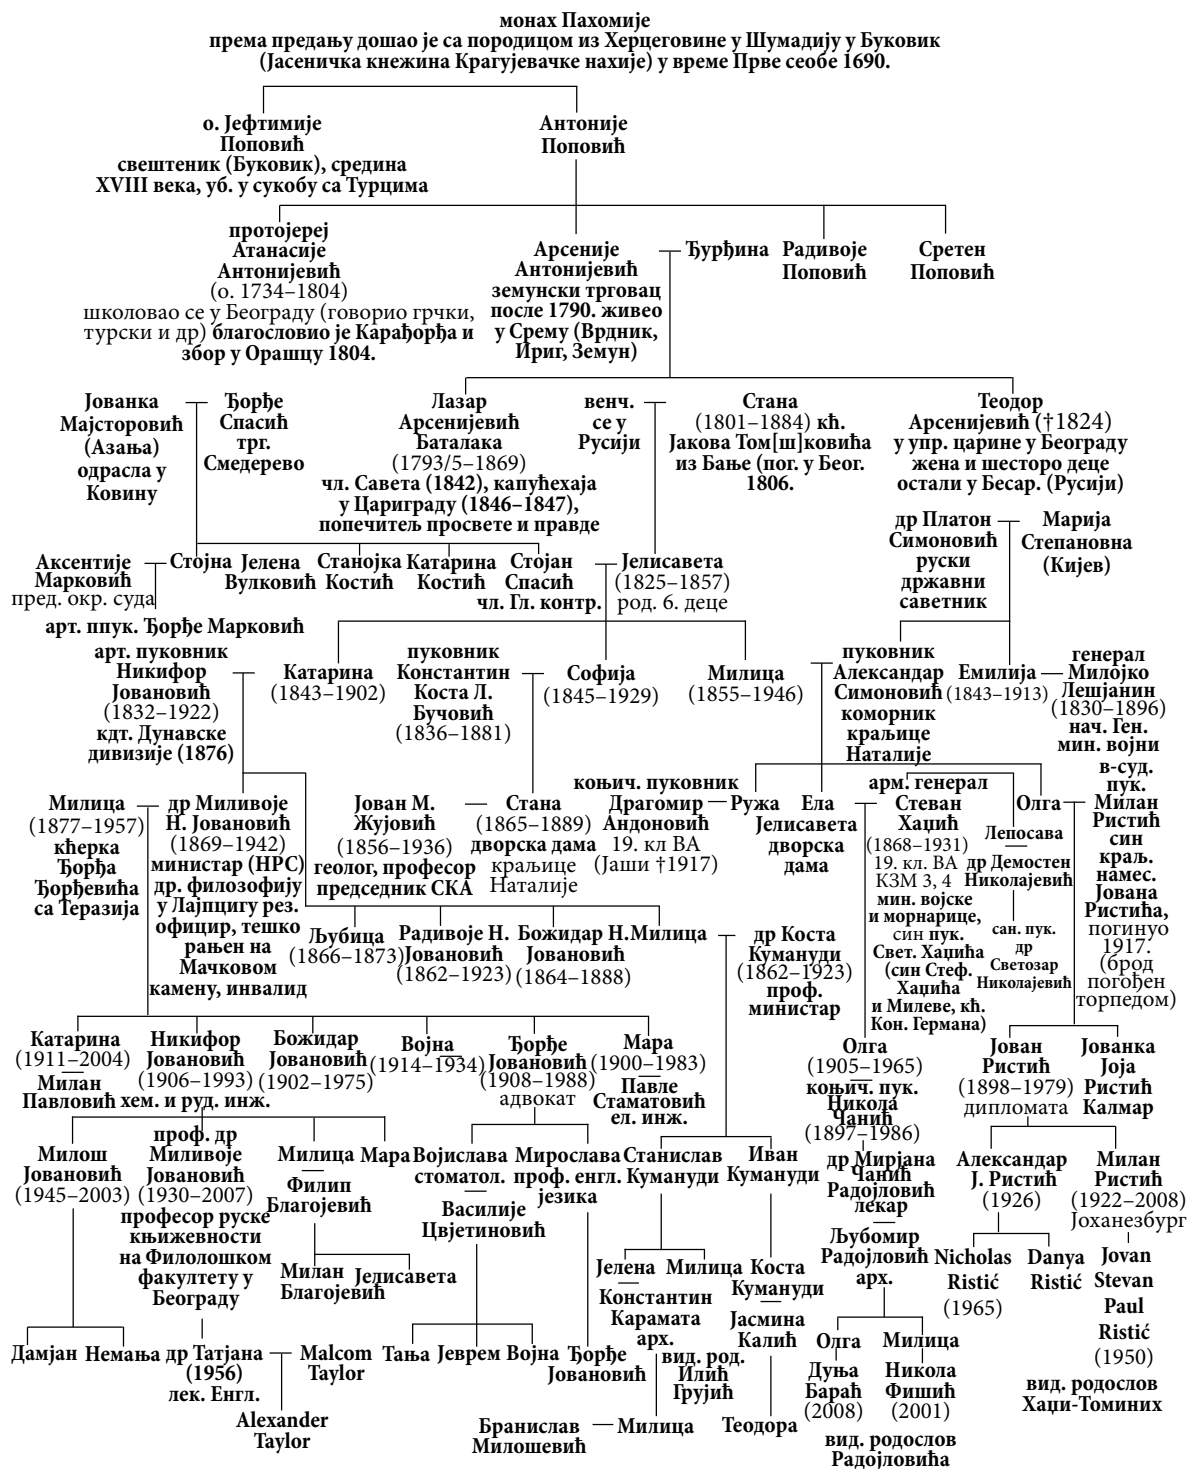 монах Пахомије
према предању дошао је са породицом из Херцеговине у Шумадију у Буковик
(Јасеничка кнежина Крагујевачке нахије) у време Прве сеобе 1690.
о. Јефтимије
Поповић
свештеник (Буковик), средина
XVIII века, уб. у сукобу са Турцима
Антоније
Поповић
протојереј
Атанасије
Антонијевић
(о. 1734–1804)
школовао се у Београду (говорио грчки,
турски и др) благословио је Карађорђа и
збор у Орашцу 1804.
Арсеније
Антонијевић
земунски трговац
после 1790. живео
у Срему (Врдник,
Ириг, Земун)
Ђурђина
Радивоје
Поповић
Сретен
Поповић
Јованка
Мајсторовић
(Азања)
одрасла у
Ковину
Ђорђе
Спасић
трг.
Смедерево
Лазар
Арсенијевић
Баталака
(1793/5–1869)
чл. Савета (1842), капућехаја
у Цариграду (1846–1847),
попечитељ просвете и правде
венч.
се у
Русији
Стана
(1801–1884) кћ.
Јакова Том[ш]ковића
из Бање (пог. у Беог.
1806.
Теодор
Арсенијевић (†1824)
у упр. царине у Београду
жена и шесторо деце
остали у Бесар. (Русији)
др Платон
Симоновић
руски
државни
саветник
Марија
Степановна
(Кијев)
Аксентије
Марковић
пред. окр. суда
Стојна
Јелена
Вулковић
Станојка
Костић
Катарина
Костић
Стојан
Спасић
чл. Гл. контр.
Јелисавета
(1825–1857)
род. 6. деце
арт. ппук. Ђорђе Марковић
арт. пуковник
Никифор
Јовановић
(1832–1922)
кдт. Дунавске
дивизије (1876)
Катарина
(1843–1902)
пуковник
Константин
Коста Л.
Бучовић
(1836–1881)
Софија
(1845–1929)
Милица
(1855–1946)
пуковник
Александар
Симоновић
коморник
краљице
Наталије
Емилија
(1843–1913)
генерал
Милојко
Лешјанин
(1830–1896)
нач. Ген.
мин. војни
Милица
(1877–1957)
кћерка
Ђорђа
Ђорђевића
са Теразија
др Миливоје
Н. Јовановић
(1869–1942)
министар (НРС)
др. филозофију
у Лајпцигу рез.
официр, тешко
рањен на
Мачковом
камену, инвалид
Јован М.
Жујовић
(1856–1936)
геолог, професор
председник СКА
Стана
(1865–1889)
дворска дама
краљице
Наталије
коњич. пуковник
Драгомир
Андоновић
19. кл ВА
(Јаши †1917)
Ружа
Ела
Јелисавета
дворска
дама
арм. генерал
Стеван
Хаџић
(1868–1931)
19. кл. ВА
КЗМ 3, 4
мин. војске
и морнарице,
син пук.
Свет. Хаџића
(син Стеф.
Хаџића
и Милеве, кћ.
Кон. Германа)
Лепосава
др Демостен
Николајевић
сан. пук.
др
Светозар
Николајевић
Олга
в-суд.
пук.
Милан
Ристић
син
краљ.
намес.
Јована
Ристића,
погинуо
1917.
(брод
погођен
торпедом)
Љубица
(1866–1873)
Радивоје Н.
Јовановић
(1862–1923)
Божидар Н.
Јовановић
(1864–1888)
Милица
др Коста
Кумануди
(1862–1923)
проф.
министар
Катарина
(1911–2004)
Милан
Павловић
Никифор
Јовановић
(1906–1993)
хем. и руд. инж.
Божидар
Јовановић
(1902–1975)
Војна
(1914–1934)
Ђорђе
Јовановић
(1908–1988)
адвокат
Мара
(1900–1983)
Павле
Стаматовић
ел. инж.
Олга
(1905–1965)
коњич. пук.
Никола
Чанић
(1897–1986)
Јован
Ристић
(1898–1979)
дипломата
Јованка
Јоја
Ристић
Калмар
Милош
Јовановић
(1945–2003)
проф. др
Миливоје
Јовановић
(1930–2007)
професор руске
књижевности
на Филолошком
факултету у
Београду
Милица
Филип
Благојевић
Мара
Војислава
стоматол.
Василије
Цвјетиновић
Мирослава
проф. енгл.
језика
Станислав
Кумануди
Иван
Кумануди
др Мирјана
Чанић
Радојловић
лекар
Љубомир
Радојловић
арх.
Александар
Ј. Ристић
(1926)
Милан
Ристић
(1922–2008)
Јоханезбург
Милан
Благојевић
Јелисавета
Јелена
Константин
Карамата
арх.
Милица
вид. род.
Илић
Грујић
Коста
Кумануди
Јасмина
Калић
Nicholas
Ristić
(1965)
Danya
Ristić
Jovan
Stevan
Paul
Ristić
(1950)
вид. родослов
Хаџи-Томиних
Дамјан
Немања
др Татјана
(1956)
лек. Енгл.
Malcom
Taylor
Alexander
Taylor
Тања
Јеврем
Војна
Ђорђе
Јовановић
Бранислав
Милошевић
Милица
Теодора
Олга
Дуња
Бараћ
(2008)
Милица
Никола
Фишић
(2001)
вид. родослов
Радојловића